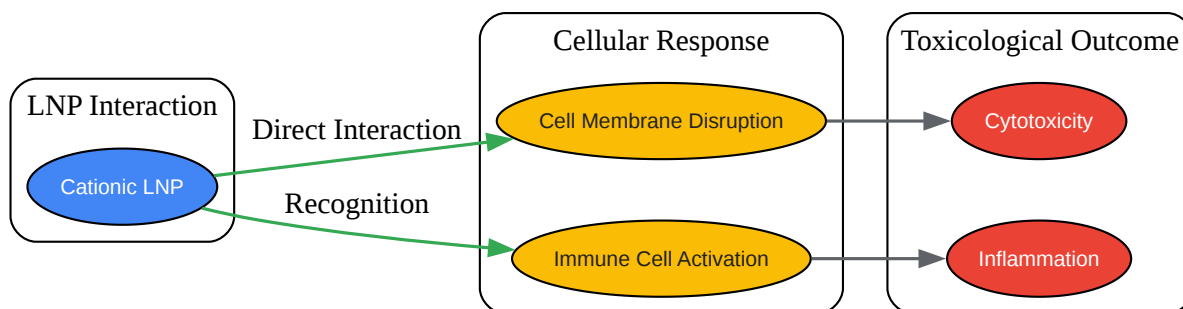 LNP Interaction
Cationic LNP
Direct Interaction
Recognition
Cellular Response
Cell Membrane Disruption
Immune Cell Activation
Toxicological Outcome
Cytotoxicity
Inflammation